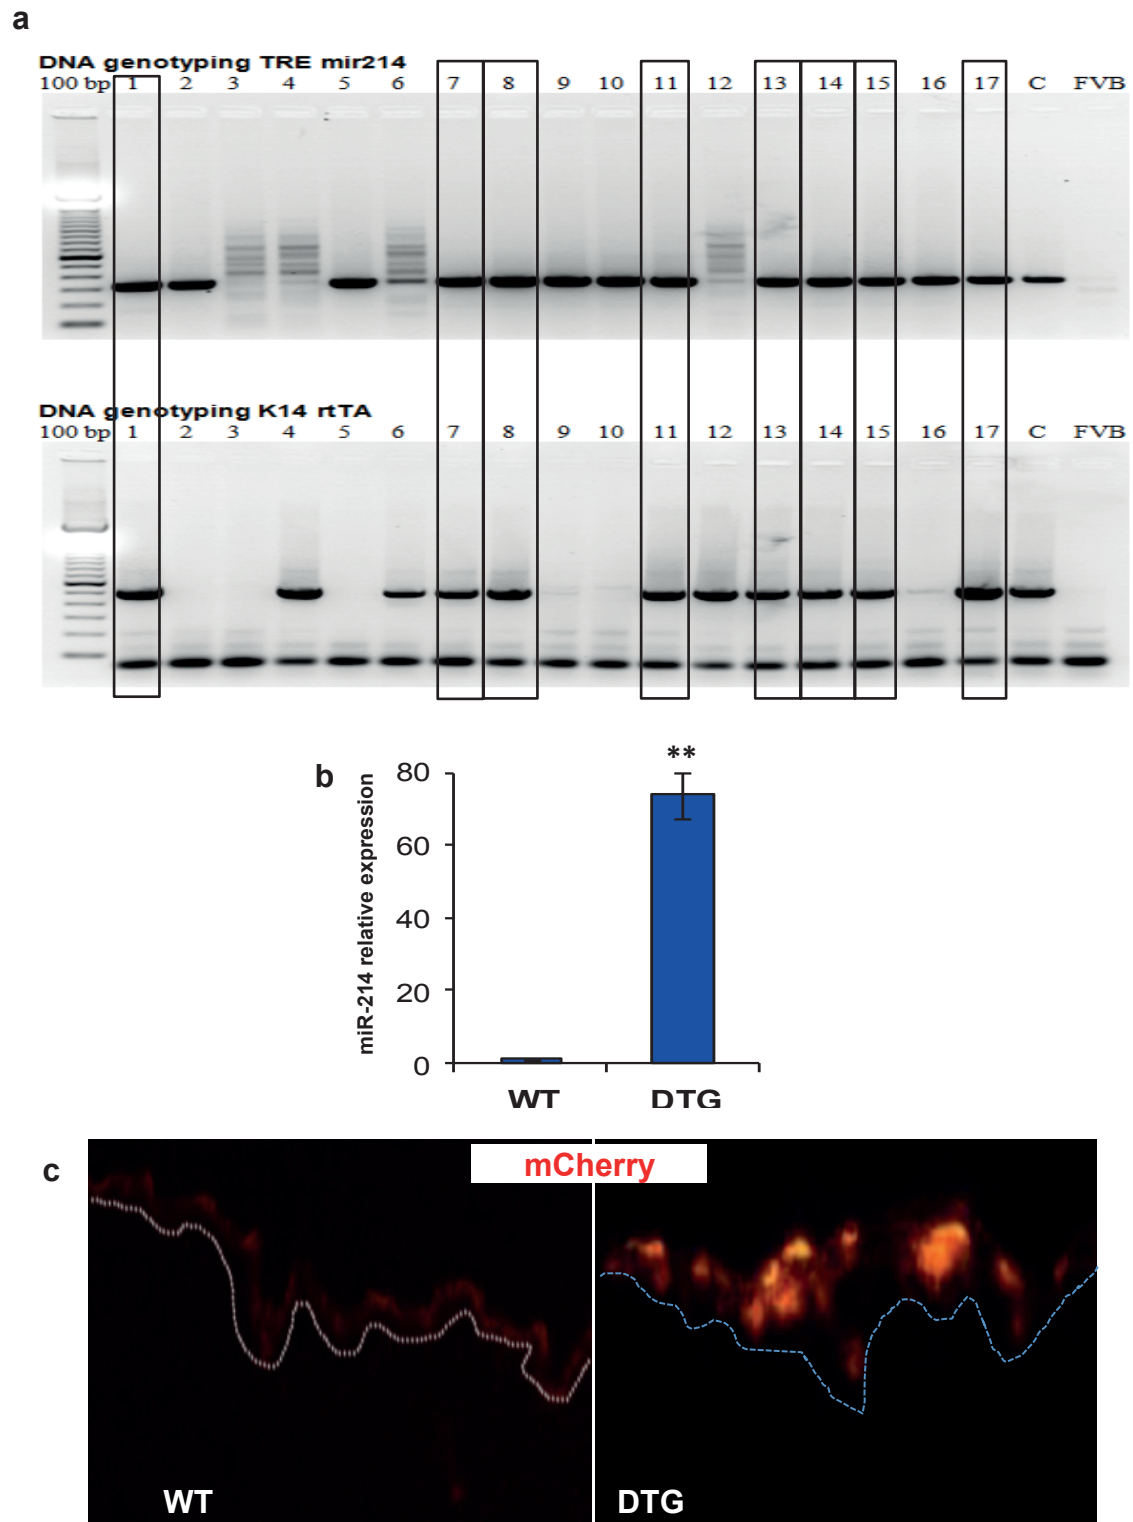 a
DNA genotyping TRE mir214
100 bp 1 2 3 4 5 6 7 8 9 10 11 12 13 14 15 16 17 C FVB
DNA genotyping K14 rtTA
100 bp 1 2 3 4 5 6 7 8 9 10 11 12 13 14 15 16 17 C FVB
b
**
miR-214 relative expression
80
60
40
20
0
WT DTG
c
mCherry
WT DTG